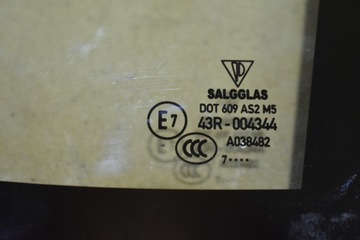 SALGGLAS
DOT 609 AS2 M5
E7 43R-004344
CCC A038482
7····